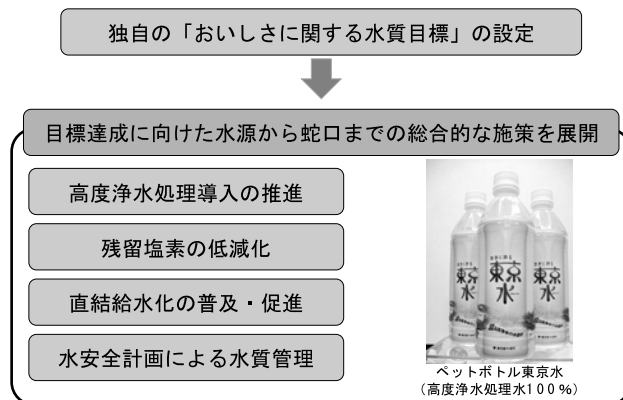 独自の「おいしさに関する水質目標」の設定
目標達成に向けた水源から蛇口までの総合的な施策を展開
高度浄水処理導入の推進
残留塩素の低減化
直結給水化の普及・促進
水安全計画による水質管理
東京
水
東京
水
東京
水
ペットボトル東京水
(高度浄水処理水100%)